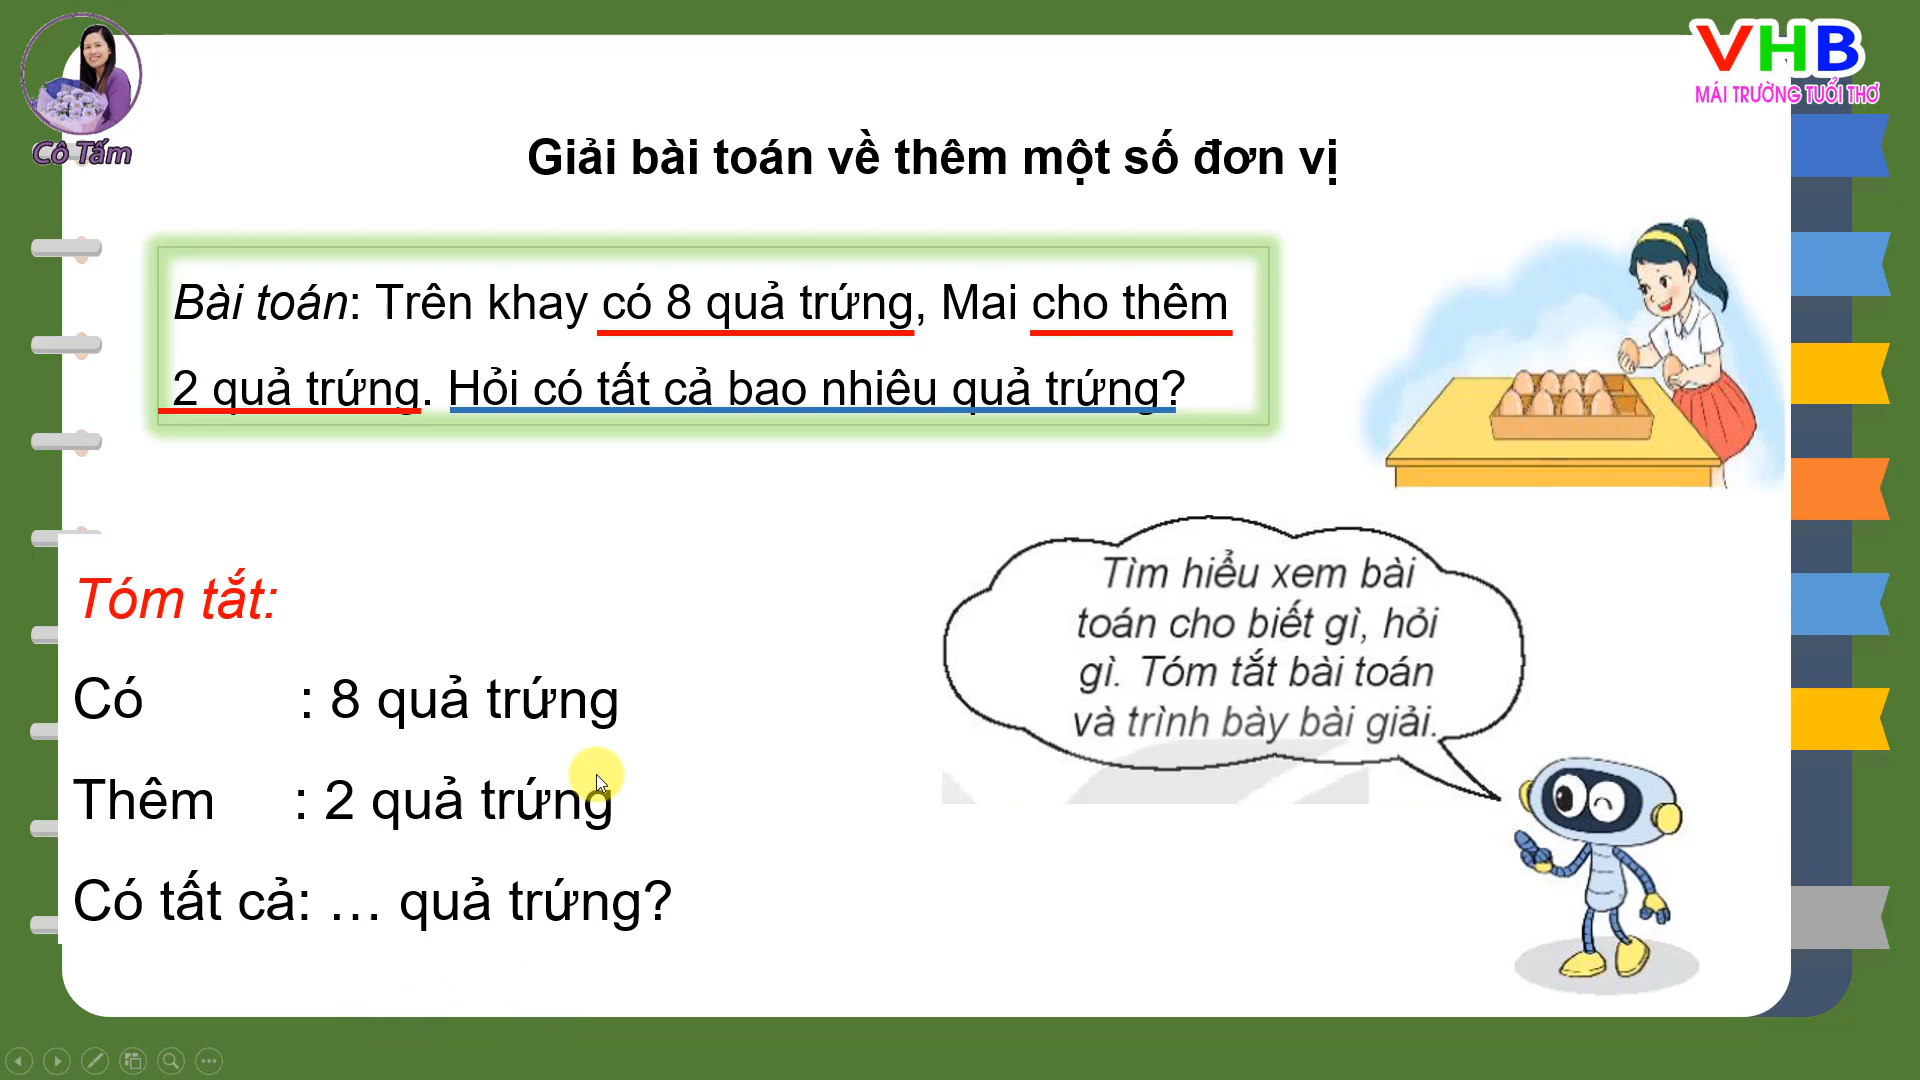 VHB
MÁI TRƯỜNG TUỔI THƠ
Cô Tấm
Giải bài toán về thêm một số đơn vị
Bài toán: Trên khay có 8 quả trứng, Mai cho thêm
2 quả trứng. Hỏi có tất cả bao nhiêu quả trứng?
Tìm hiểu xem bài
toán cho biết gì, hỏi
gì. Tóm tắt bài toán
và trình bày bài giải.
Tóm tắt:
Có : 8 quả trứng
Thêm : 2 quả trứng
Có tất cả: ... quả trứng?